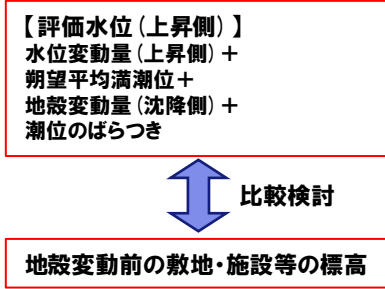 【評価水位(上昇側)】
水位変動量(上昇側)+
朔望平均満潮位+
地殻変動量(沈降側)+
潮位のばらつき
比較検討
地殻変動前の敷地・施設等の標高